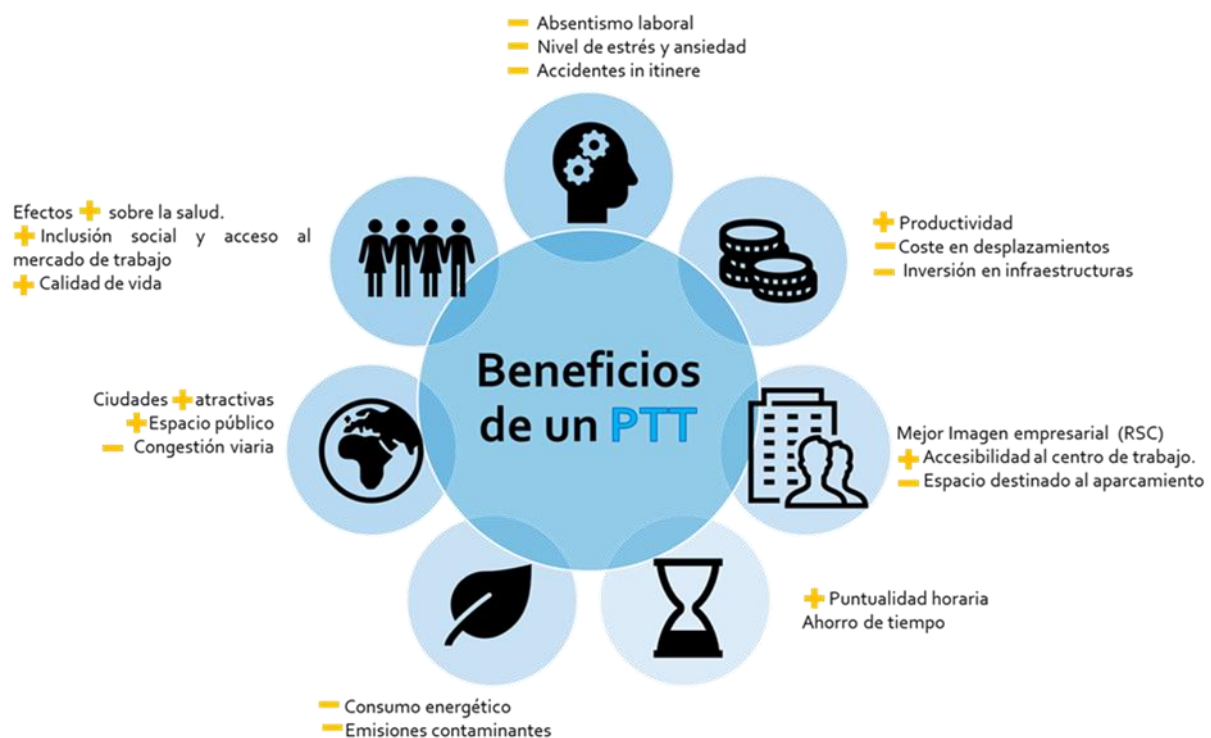 − Absentismo laboral
− Nivel de estrés y ansiedad
− Accidentes in itinere
Efectos + sobre la salud.
+ Inclusión social y acceso al
mercado de trabajo
+ Calidad de vida
+ Productividad
− Coste en desplazamientos
− Inversión en infraestructuras
Beneficios
de un PTT
Ciudades + atractivas
+ Espacio público
− Congestión viaria
Mejor Imagen empresarial (RSC)
+ Accesibilidad al centro de trabajo.
− Espacio destinado al aparcamiento
+ Puntualidad horaria
Ahorro de tiempo
− Consumo energético
− Emisiones contaminantes